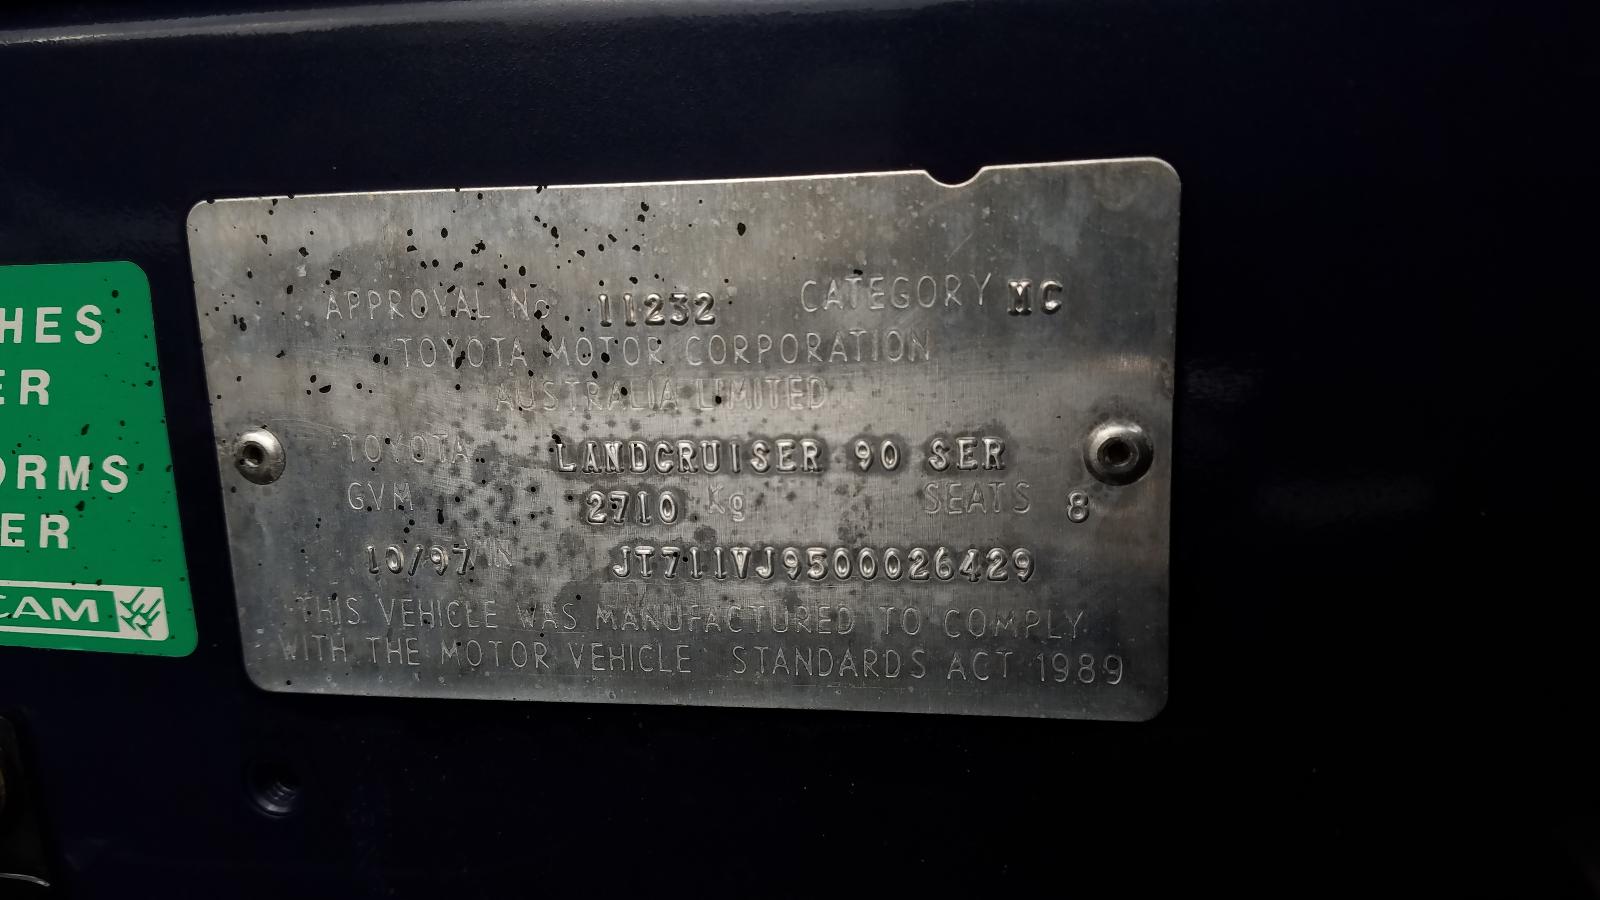 HES
ER
ORMS
ER
CAM
APPROVAL No 11232 CATEGORY MC
TOYOTA MOTOR CORPORATION
AUSTRALIA LIMITED
TOYOTA LANDCRUISER 90 SER
GVM 2710 Kg SEATS 8
10/97 IN JT711VJ9500026429
THIS VEHICLE WAS MANUFACTURED TO COMPLY
WITH THE MOTOR VEHICLE STANDARDS ACT 1989